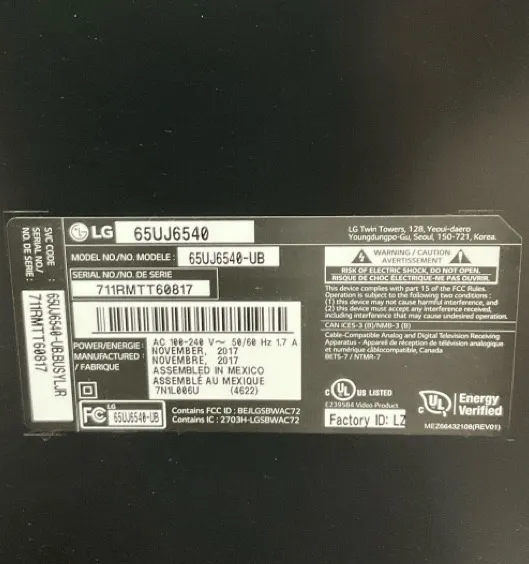 LG 65UJ6540
MODEL NO./NO. MODELE : 65UJ6540-UB
SERIAL NO./NO. DE SERIE
711RMTT60817
POWER/ENERGIE : AC 100-240 V~ 50/60 Hz 1.7 A
MANUFACTURED : NOVEMBER, 2017
/ FABRIQUE NOVEMBRE, 2017
ASSEMBLED IN MEXICO
ASSEMBLÉ AU MEXIQUE
7N1L006U (4622)
FC 65UJ6540-UB
Contains FCC ID : BEJLGSBWAC72
Contains IC : 2703H-LGSBWAC72
LG Twin Towers, 128, Yeoui-daero
Youngdungpo-Gu, Seoul, 150-721, Korea.
WARNING / CAUTION
AVERTISSEMENT
RISK OF ELECTRIC SHOCK, DO NOT OPEN.
RISQUE DE CHOC ELECTRIQUE-NE PAS OUVRIR.
This device complies with part 15 of the FCC Rules.
Operation is subject to the following two conditions :
(1) this device may not cause harmful interference, and
(2) this device must accept any interference received,
including interference that may cause undesired operation.
CAN ICES-3 (B)/NMB-3 (B)
Cable-Compatible Analog and Digital Television Receiving
Apparatus - Appareil de réception de télévision analogique
et numérique câblocompatible, Canada
BETS-7 / NTMR-7
c UL US LISTED
E239584 Video Product
Factory ID: LZ
UL Energy
Verified
MEZ66432108(REV01)
SVC CODE : 65UJ6540-UB.BUSYLJR
SERIAL NO./
NO. DE SERIE : 711RMTT60817